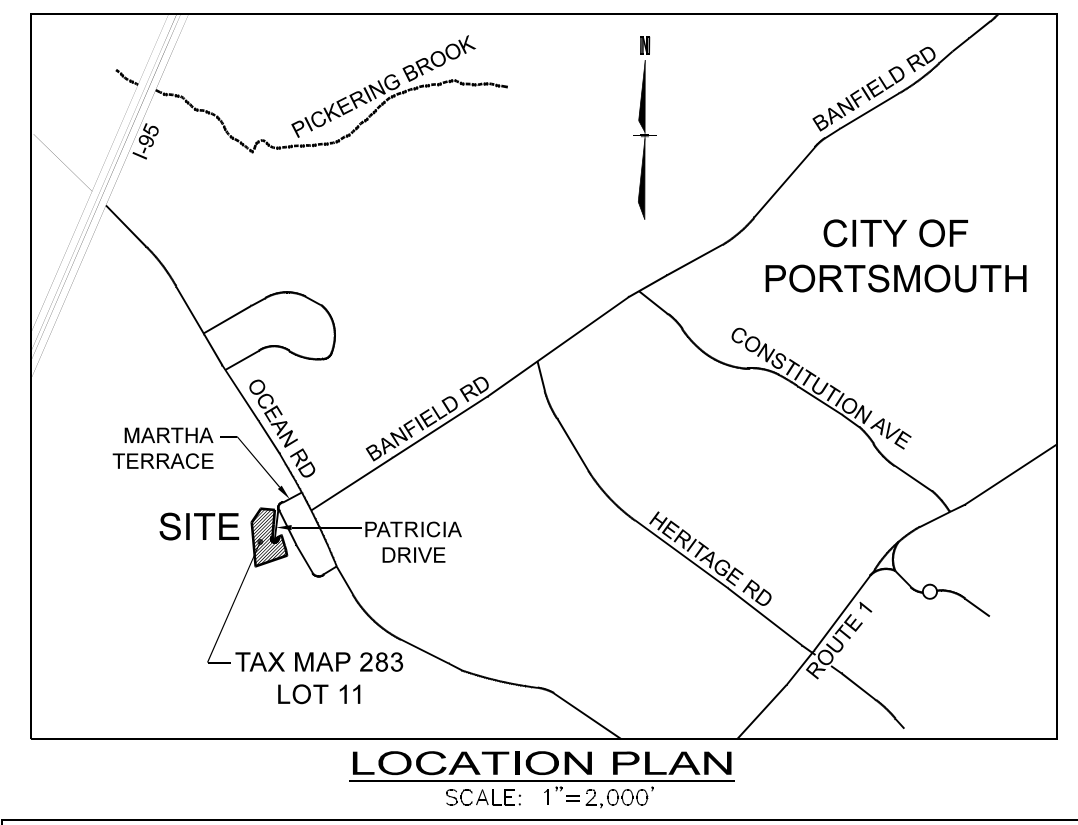 N
PICKERING BROOK
BANFIELD RD
I-95
CITY OF
PORTSMOUTH
CONSTITUTION AVE
OCEAN RD
BANFIELD RD
MARTHA
TERRACE
SITE
PATRICIA
DRIVE
HERITAGE RD
ROUTE 1
TAX MAP 283
LOT 11
LOCATION PLAN
SCALE: 1"=2,000'